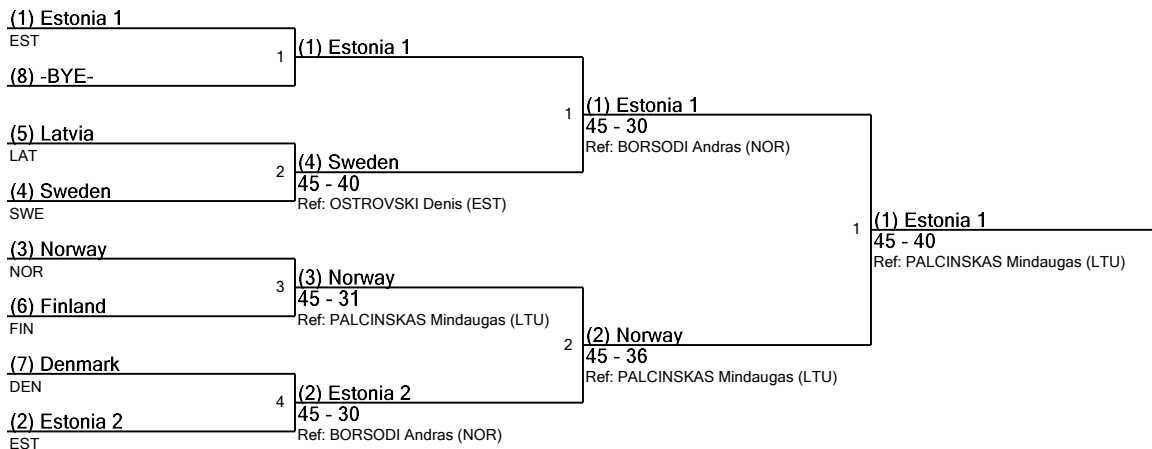 (1) Estonia 1
EST
(8) -BYE-
(5) Latvia
LAT
(4) Sweden
SWE
(3) Norway
NOR
(6) Finland
FIN
(7) Denmark
DEN
(2) Estonia 2
EST
1
(1) Estonia 1
2
(4) Sweden
45 - 40
Ref: OSTROVSKI Denis (EST)
3
(3) Norway
45 - 31
Ref: PALCINSKAS Mindaugas (LTU)
4
(2) Estonia 2
45 - 30
Ref: BORSODI Andras (NOR)
1
(1) Estonia 1
45 - 30
Ref: BORSODI Andras (NOR)
2
(2) Norway
45 - 36
Ref: PALCINSKAS Mindaugas (LTU)
1
(1) Estonia 1
45 - 40
Ref: PALCINSKAS Mindaugas (LTU)